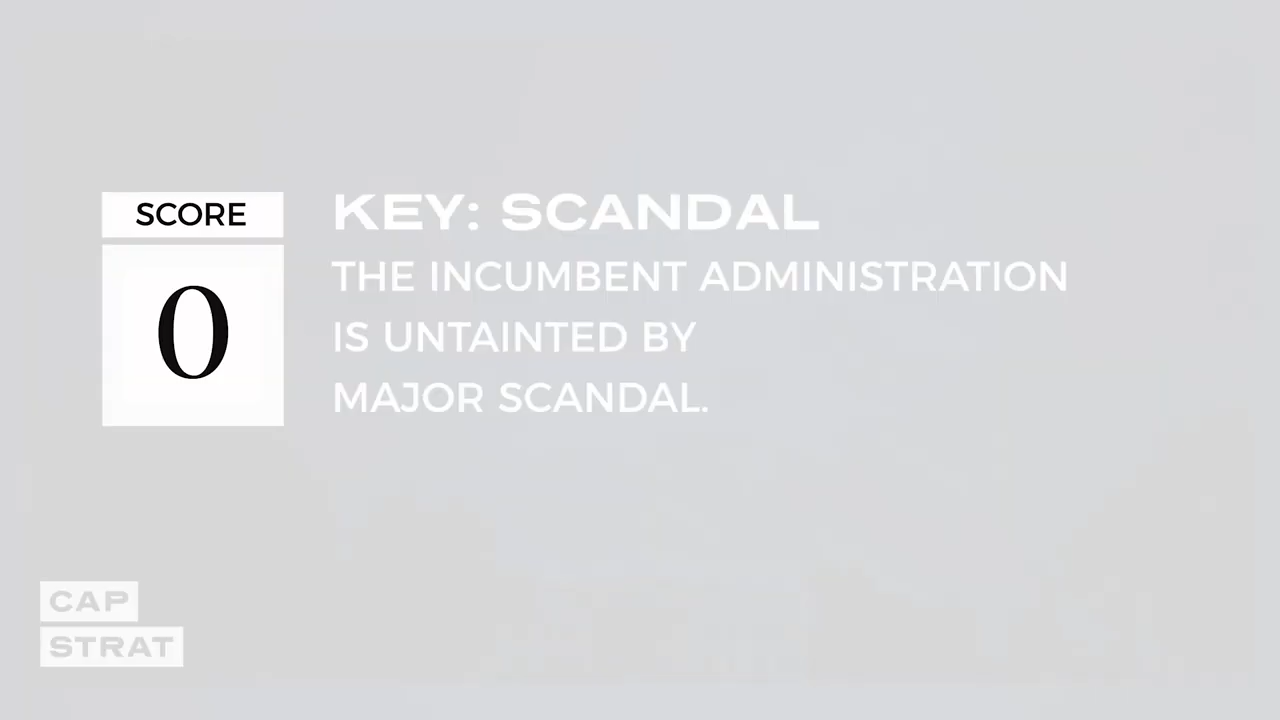 SCORE
0
KEY: SCANDAL
THE INCUMBENT ADMINISTRATION
IS UNTAINTED BY
MAJOR SCANDAL.
CAP
STRAT